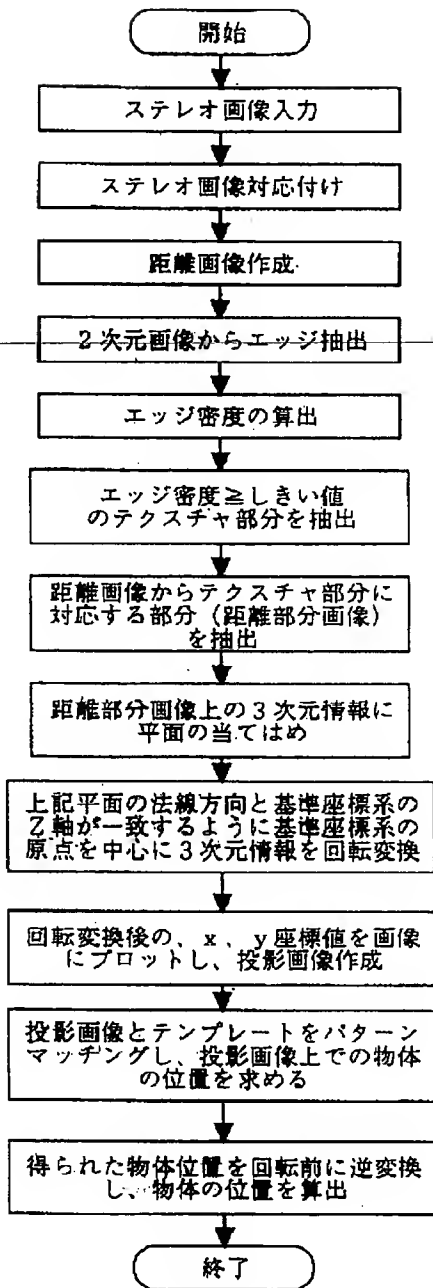 開始
ステレオ画像入力
ステレオ画像対応付け
距離画像作成
2次元画像からエッジ抽出
エッジ密度の算出
エッジ密度≧しきい値
のテクスチャ部分を抽出
距離画像からテクスチャ部分に
対応する部分（距離部分画像）
を抽出
距離部分画像上の3次元情報に
平面の当てはめ
上記平面の法線方向と基準座標系の
Z軸が一致するように基準座標系の
原点を中心に3次元情報を回転変換
回転変換後の、x、y座標値を画像
にプロットし、投影画像作成
投影画像とテンプレートをパターン
マッチングし、投影画像上での物体
の位置を求める
得られた物体位置を回転前に逆変換
し、物体の位置を算出
終了